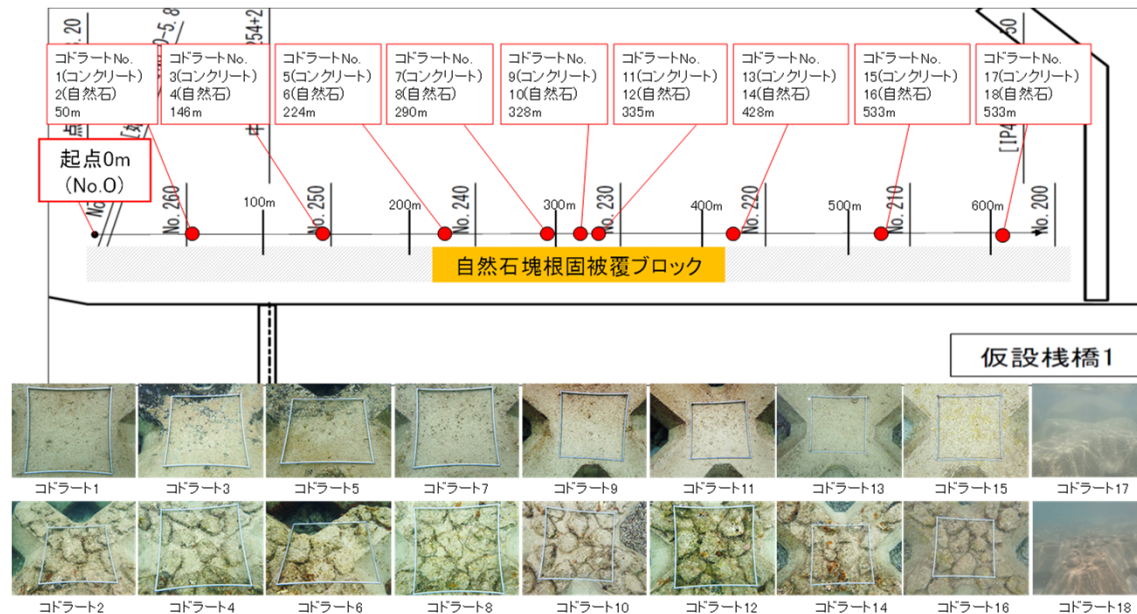 3.20
0-5.8
254+2
50
コドラートNo.
1(コンクリート)
2(自然石)
50m
コドラートNo.
3(コンクリート)
4(自然石)
146m
コドラートNo.
5(コンクリート)
6(自然石)
224m
コドラートNo.
7(コンクリート)
8(自然石)
290m
コドラートNo.
9(コンクリート)
10(自然石)
328m
コドラートNo.
11(コンクリート)
12(自然石)
335m
コドラートNo.
13(コンクリート)
14(自然石)
428m
コドラートNo.
15(コンクリート)
16(自然石)
533m
コドラートNo.
17(コンクリート)
18(自然石)
533m
中
[IP4
起点0m
(No.O)
No.260
100m
No.250
200m
No.240
300m
No.230
400m
No.220
500m
No.210
600m
No.200
自然石塊根固被覆ブロック
仮設桟橋1
コドラート1
コドラート3
コドラート5
コドラート7
コドラート9
コドラート11
コドラート13
コドラート15
コドラート17
コドラート2
コドラート4
コドラート6
コドラート8
コドラート10
コドラート12
コドラート14
コドラート16
コドラート18